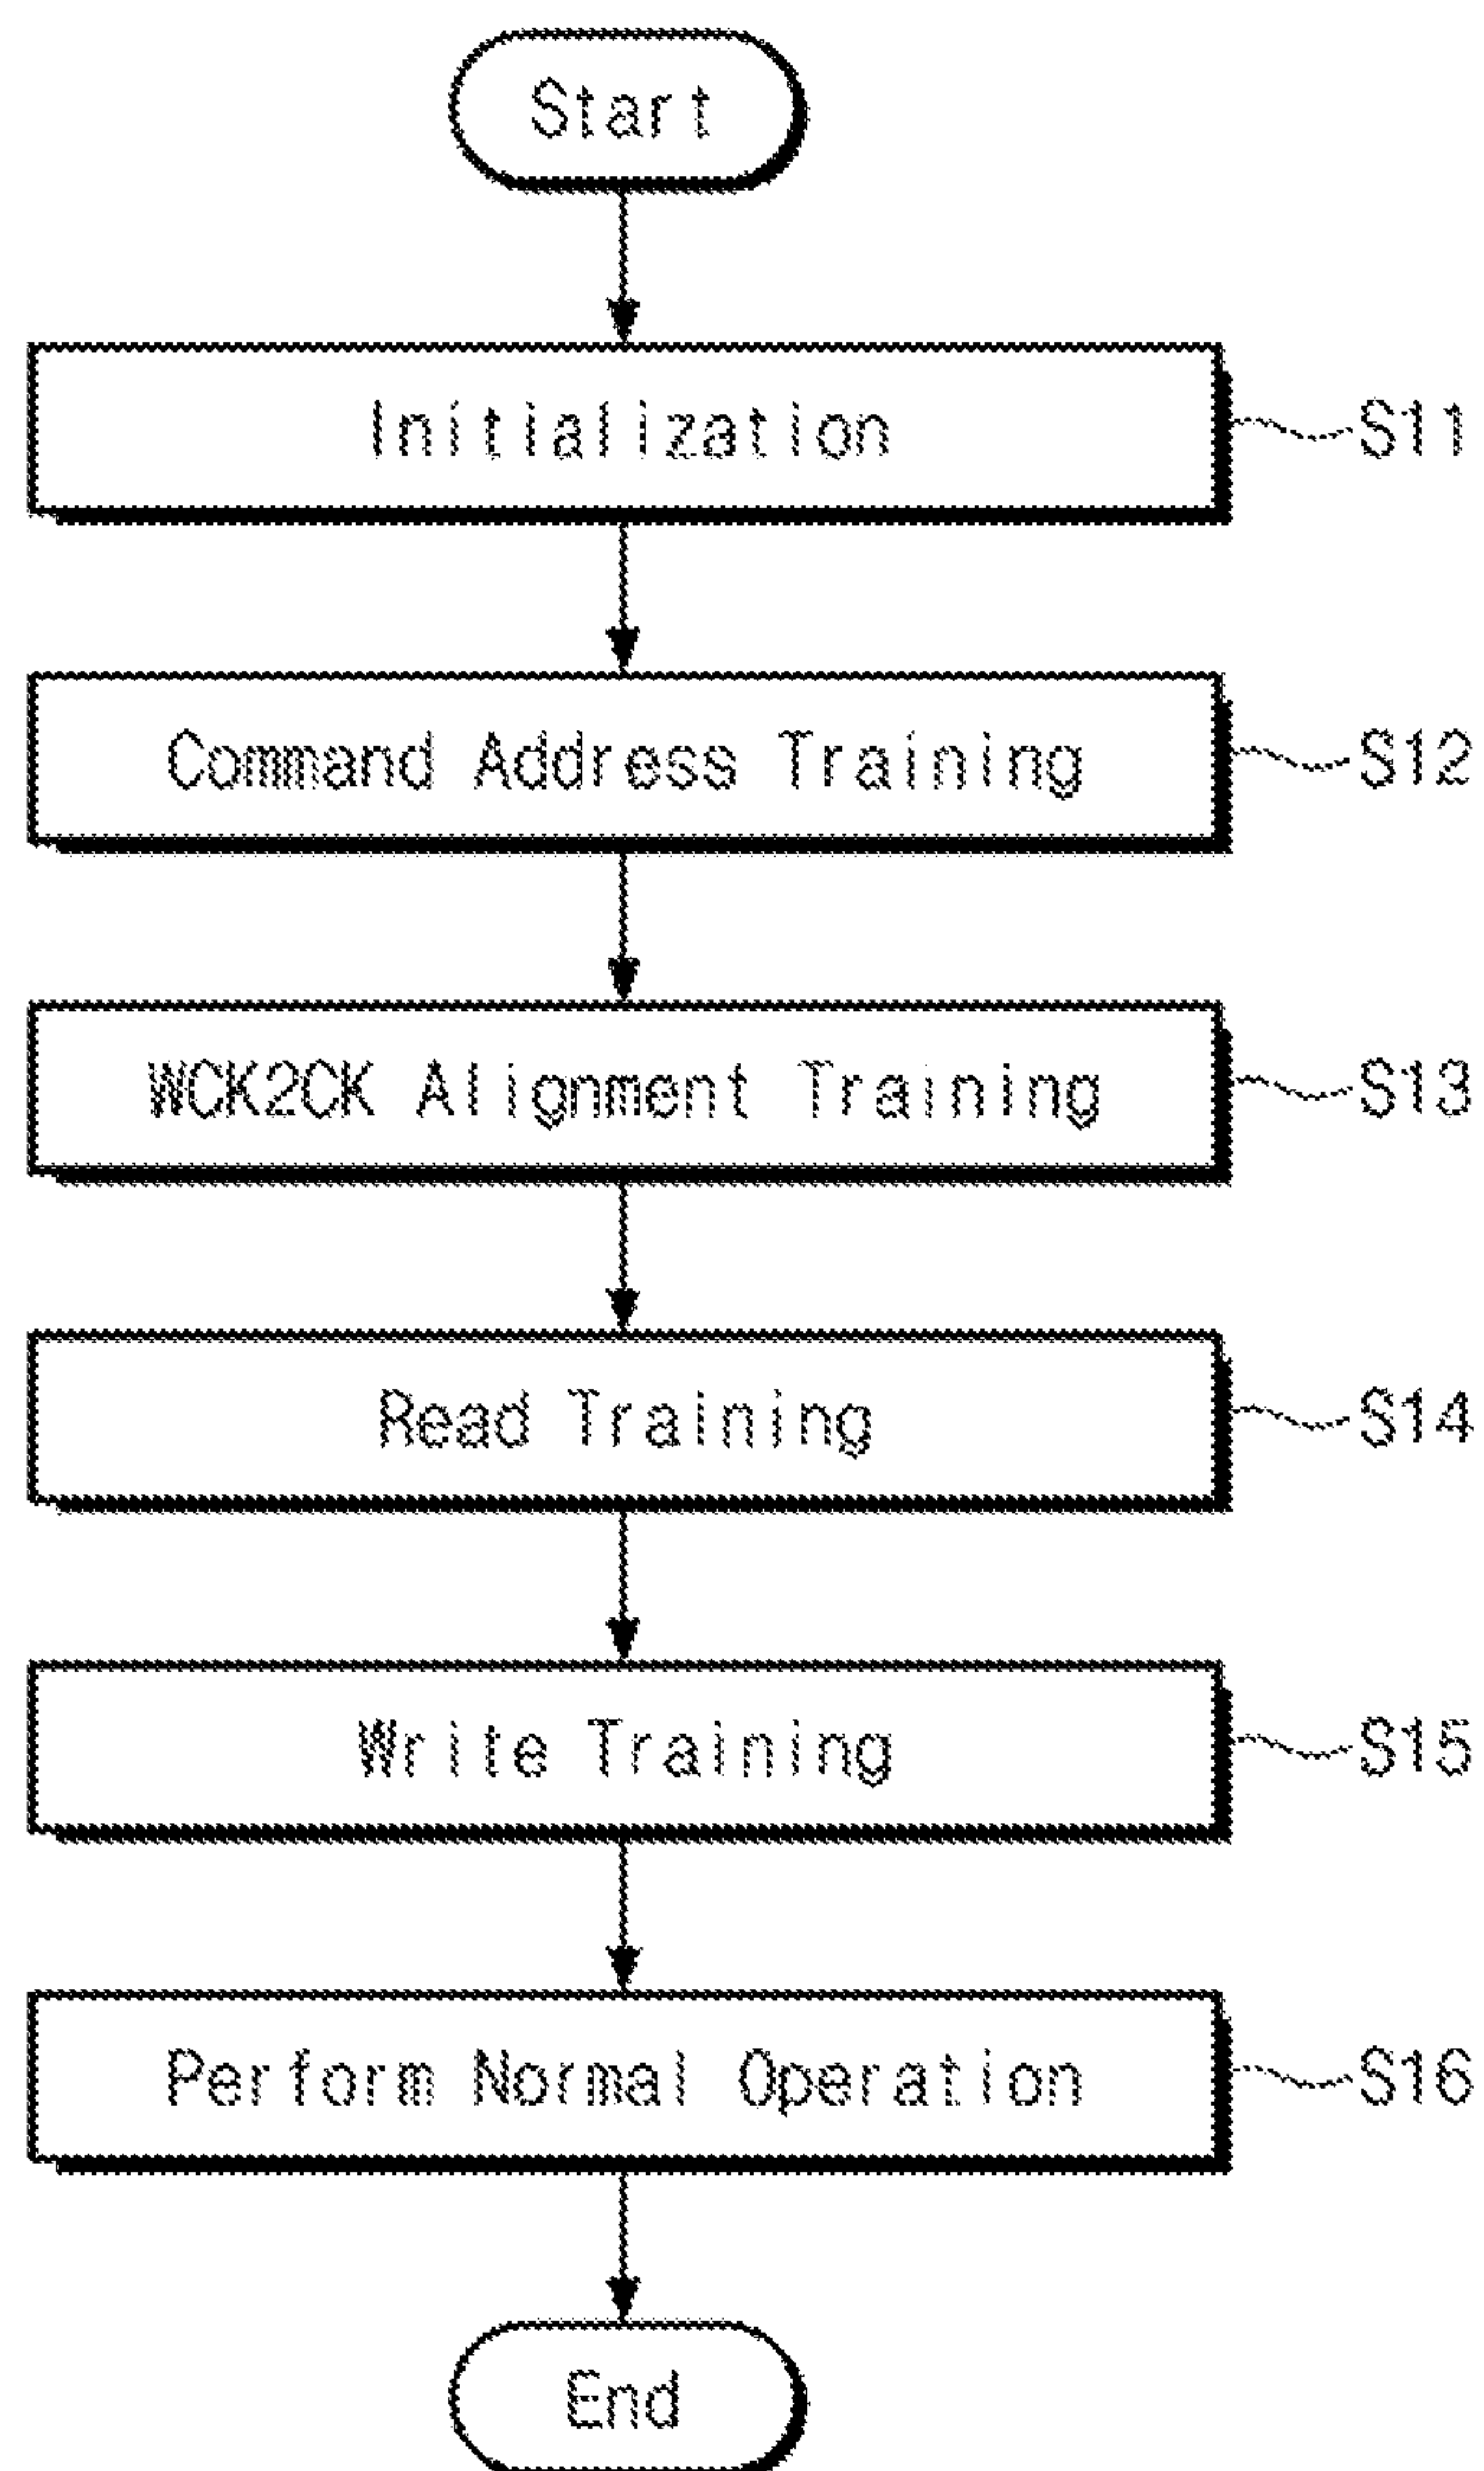 Start
Initialization
S11
Command Address Training
S12
WCK2CK Alignment Training
S13
Read Training
S14
Write Training
S15
Perform Normal Operation
S16
End